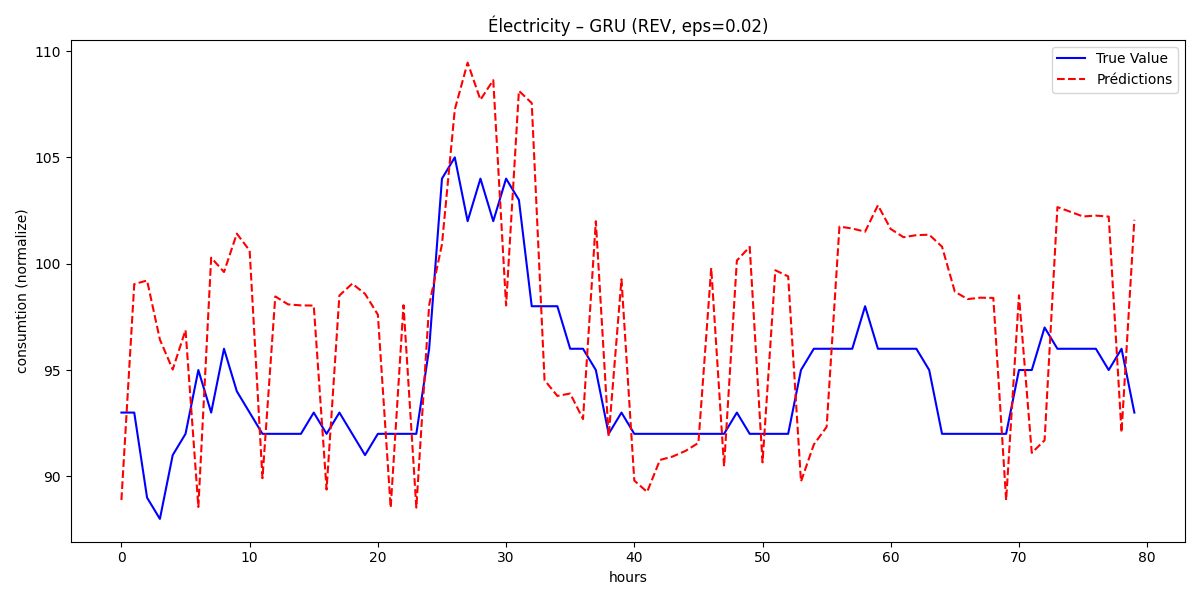 Électricity – GRU (REV, eps=0.02)
True Value
Prédictions
consumtion (normalize)
110
105
100
95
90
0 10 20 30 40 50 60 70 80
hours